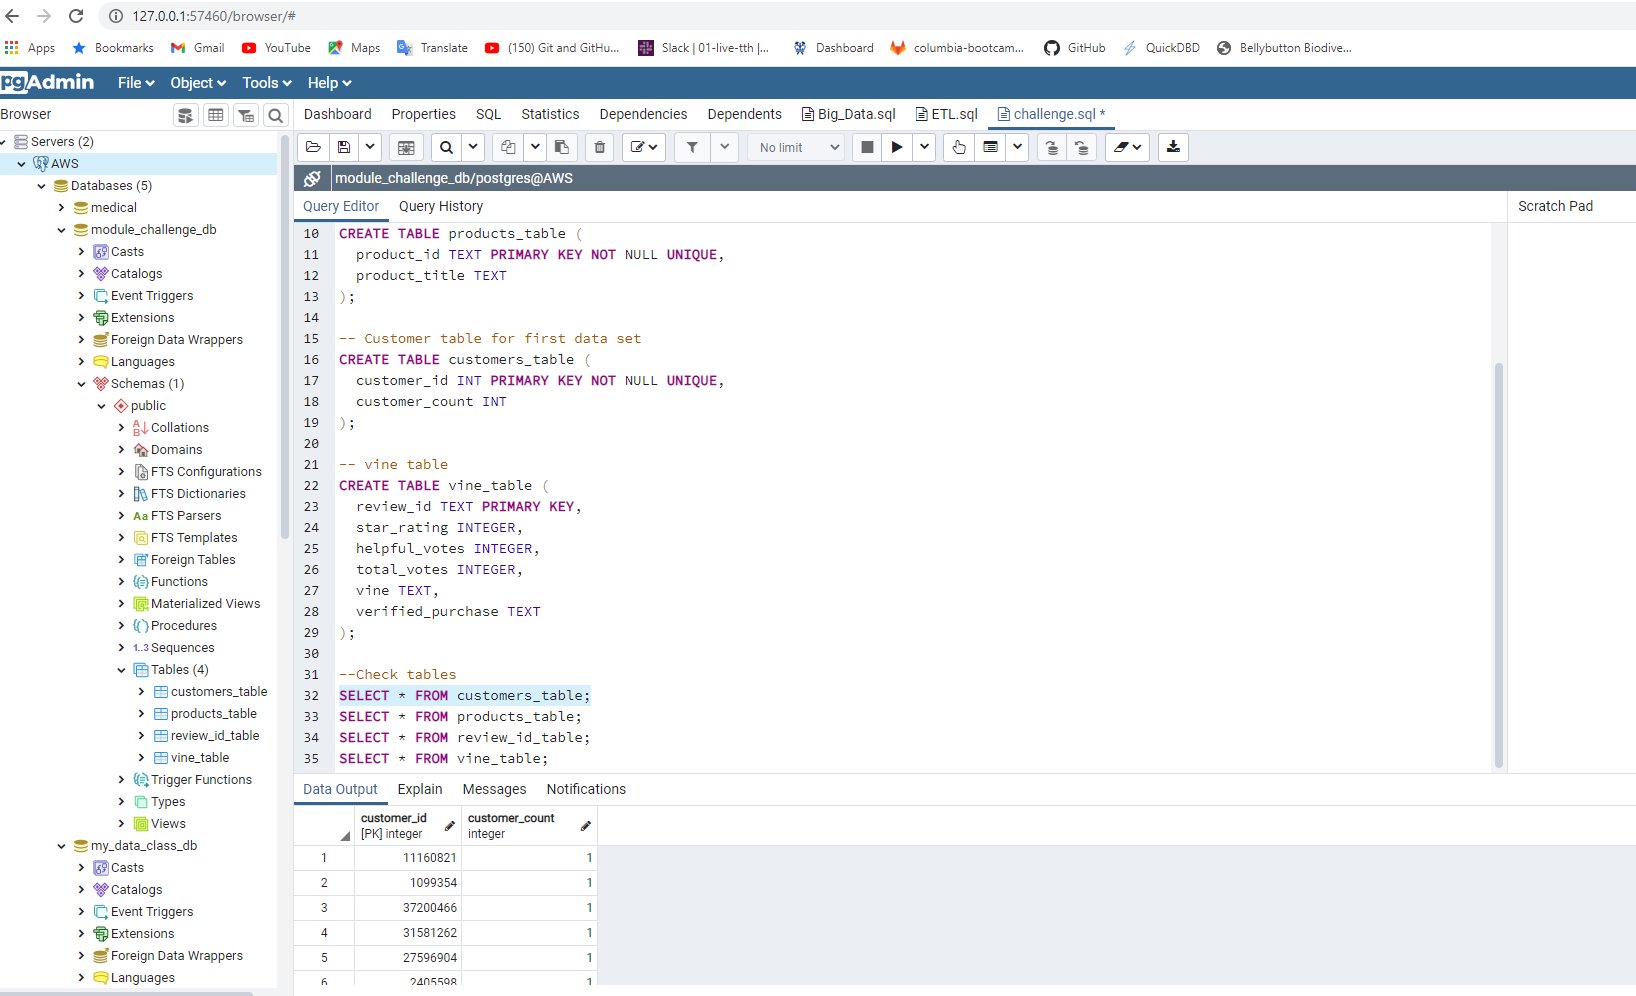 127.0.0.1:57460/browser/#
Apps Bookmarks Gmail YouTube Maps Translate (150) Git and GitHu... Slack | 01-live-tth |... Dashboard columbia-bootcam... GitHub QuickDBD Bellybutton Biodive...
pgAdmin File Object Tools Help
Browser
Dashboard Properties SQL Statistics Dependencies Dependents Big_Data.sql ETL.sql challenge.sql *
No limit
module_challenge_db/postgres@AWS
Query Editor Query History
Scratch Pad
Servers (2)
AWS
Databases (5)
medical
module_challenge_db
Casts
Catalogs
Event Triggers
Extensions
Foreign Data Wrappers
Languages
Schemas (1)
public
Collations
Domains
FTS Configurations
FTS Dictionaries
Aa FTS Parsers
FTS Templates
Foreign Tables
Functions
Materialized Views
Procedures
1..3 Sequences
Tables (4)
customers_table
products_table
review_id_table
vine_table
Trigger Functions
Types
Views
my_data_class_db
Casts
Catalogs
Event Triggers
Extensions
Foreign Data Wrappers
Languages
10 CREATE TABLE products_table (
11 product_id TEXT PRIMARY KEY NOT NULL UNIQUE,
12 product_title TEXT
13 );
14
15 -- Customer table for first data set
16 CREATE TABLE customers_table (
17 customer_id INT PRIMARY KEY NOT NULL UNIQUE,
18 customer_count INT
19 );
20
21 -- vine table
22 CREATE TABLE vine_table (
23 review_id TEXT PRIMARY KEY,
24 star_rating INTEGER,
25 helpful_votes INTEGER,
26 total_votes INTEGER,
27 vine TEXT,
28 verified_purchase TEXT
29 );
30
31 --Check tables
32 SELECT * FROM customers_table;
33 SELECT * FROM products_table;
34 SELECT * FROM review_id_table;
35 SELECT * FROM vine_table;
Data Output Explain Messages Notifications
customer_id customer_count
[PK] integer integer
1 11160821 1
2 1099354 1
3 37200466 1
4 31581262 1
5 27596904 1
6 2405598 1